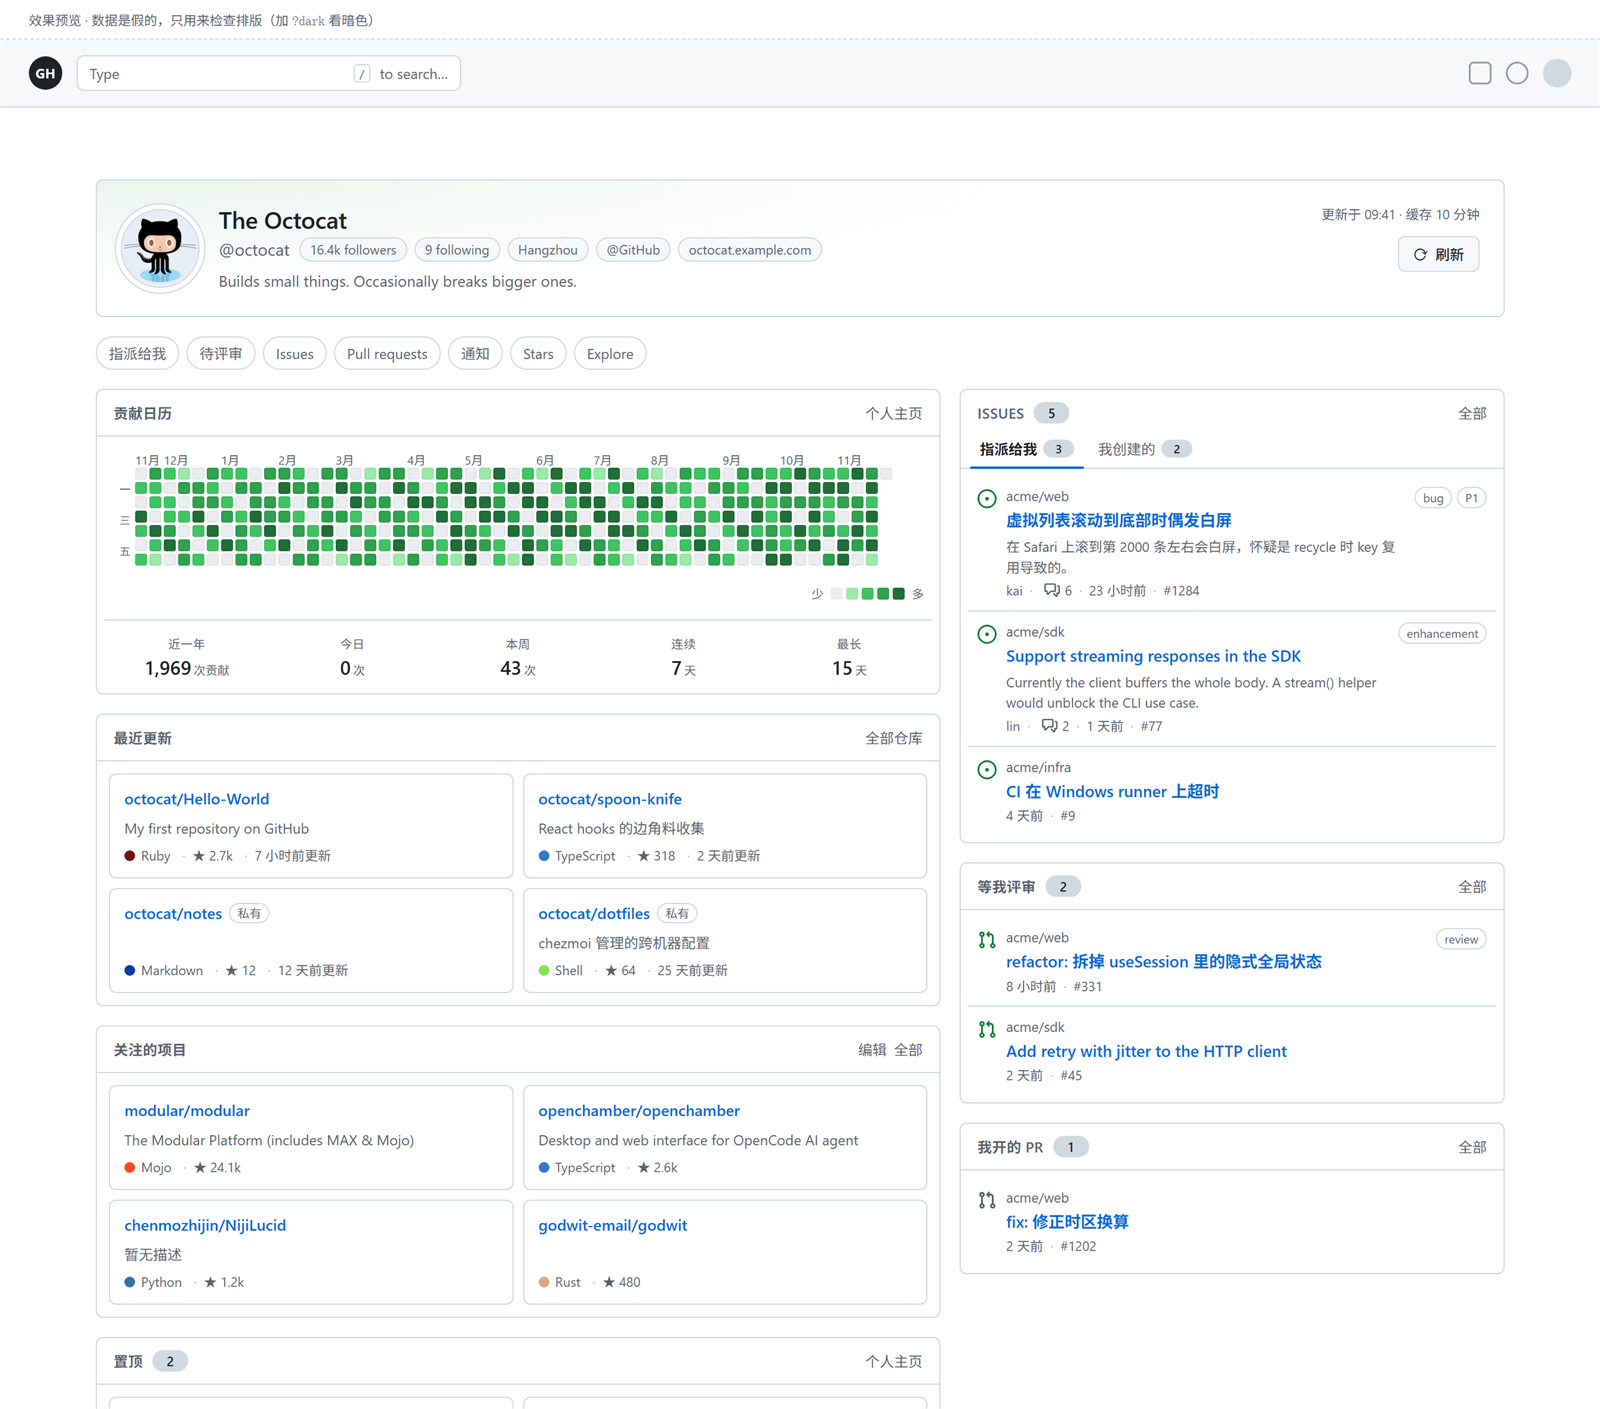 效果预览 · 数据是假的，只用来检查排版（加 ?dark 看暗色）
GH
Type / to search...
The Octocat
@octocat 16.4k followers 9 following Hangzhou @GitHub octocat.example.com
Builds small things. Occasionally breaks bigger ones.
更新于 09:41 · 缓存 10 分钟
刷新
指派给我 待评审 Issues Pull requests 通知 Stars Explore
贡献日历 个人主页
11月 12月 1月 2月 3月 4月 5月 6月 7月 8月 9月 10月 11月
一
三
五
少 多
近一年 今日 本周 连续 最长
1,969 次贡献 0 次 43 次 7 天 15 天
最近更新 全部仓库
octocat/Hello-World
My first repository on GitHub
Ruby · ★ 2.7k · 7 小时前更新
octocat/spoon-knife
React hooks 的边角料收集
TypeScript · ★ 318 · 2 天前更新
octocat/notes 私有
Markdown · ★ 12 · 12 天前更新
octocat/dotfiles 私有
chezmoi 管理的跨机器配置
Shell · ★ 64 · 25 天前更新
关注的项目 编辑 全部
modular/modular
The Modular Platform (includes MAX & Mojo)
Mojo · ★ 24.1k
openchamber/openchamber
Desktop and web interface for OpenCode AI agent
TypeScript · ★ 2.6k
chenmozhijin/NijiLucid
暂无描述
Python · ★ 1.2k
godwit-email/godwit
Rust · ★ 480
置顶 2 个人主页
ISSUES 5 全部
指派给我 3 我创建的 2
acme/web bug P1
虚拟列表滚动到底部时偶发白屏
在 Safari 上滚到第 2000 条左右会白屏，怀疑是 recycle 时 key 复
用导致的。
kai · 6 · 23 小时前 · #1284
acme/sdk enhancement
Support streaming responses in the SDK
Currently the client buffers the whole body. A stream() helper
would unblock the CLI use case.
lin · 2 · 1 天前 · #77
acme/infra
CI 在 Windows runner 上超时
4 天前 · #9
等我评审 2 全部
acme/web review
refactor: 拆掉 useSession 里的隐式全局状态
8 小时前 · #331
acme/sdk
Add retry with jitter to the HTTP client
2 天前 · #45
我开的 PR 1 全部
acme/web
fix: 修正时区换算
2 天前 · #1202